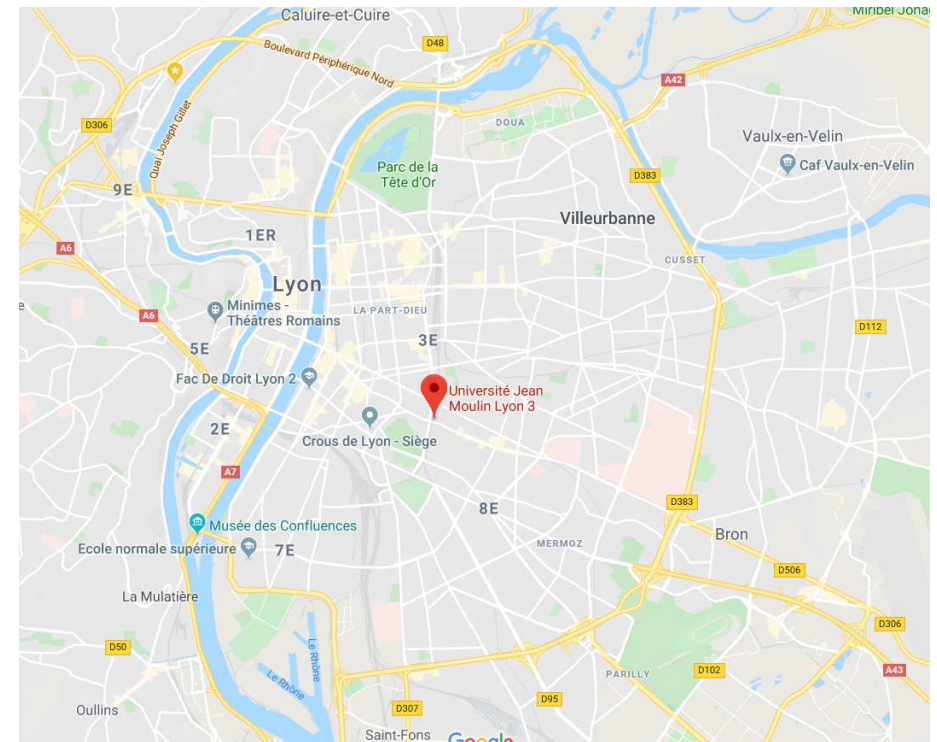 Caluire-et-Cuire
Miribel Jona
D48
Boulevard Périphérique Nord
A42
D306
Quai Joseph Gillet
DOUA
Vaulx-en-Velin
Caf Vaulx-en-Velin
Parc de la
Tête d'Or
D383
9E
Villeurbanne
1ER
A6
CUSSET
Lyon
Minimes -
Théâtres Romains
LA PART-DIEU
A6
D112
3E
5E
Fac De Droit Lyon 2
Université Jean
Moulin Lyon 3
2E
Crous de Lyon - Siège
A7
8E
D383
Musée des Confluences
Bron
Ecole normale supérieure
7E
MERMOZ
D506
La Mulatière
D306
D50
Le Rhône
Le Rhône
PARILLY
D102
A43
D95
D307
Oullins
Saint-Fons
Google